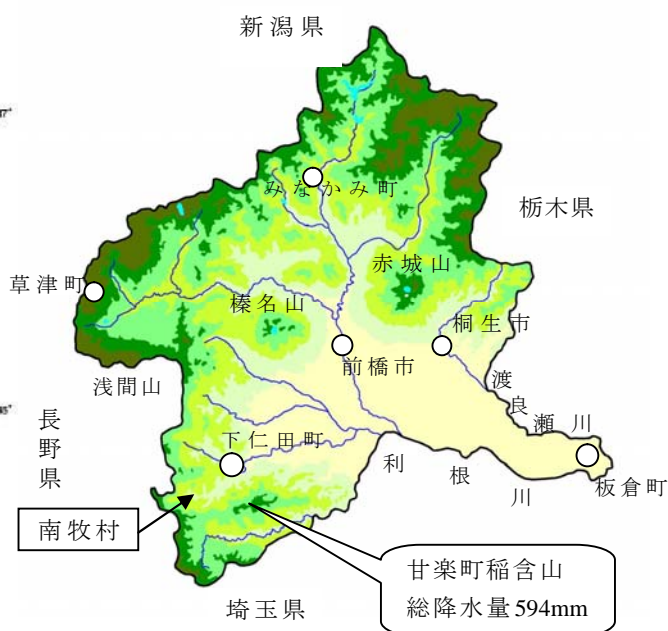 新潟県
みなかみ町
栃木県
草津町
赤城山
榛名山
桐生市
前橋市
浅間山
渡良瀬川
長野県
下仁田町
利根川
板倉町
南牧村
甘楽町稲含山
総降水量594mm
埼玉県